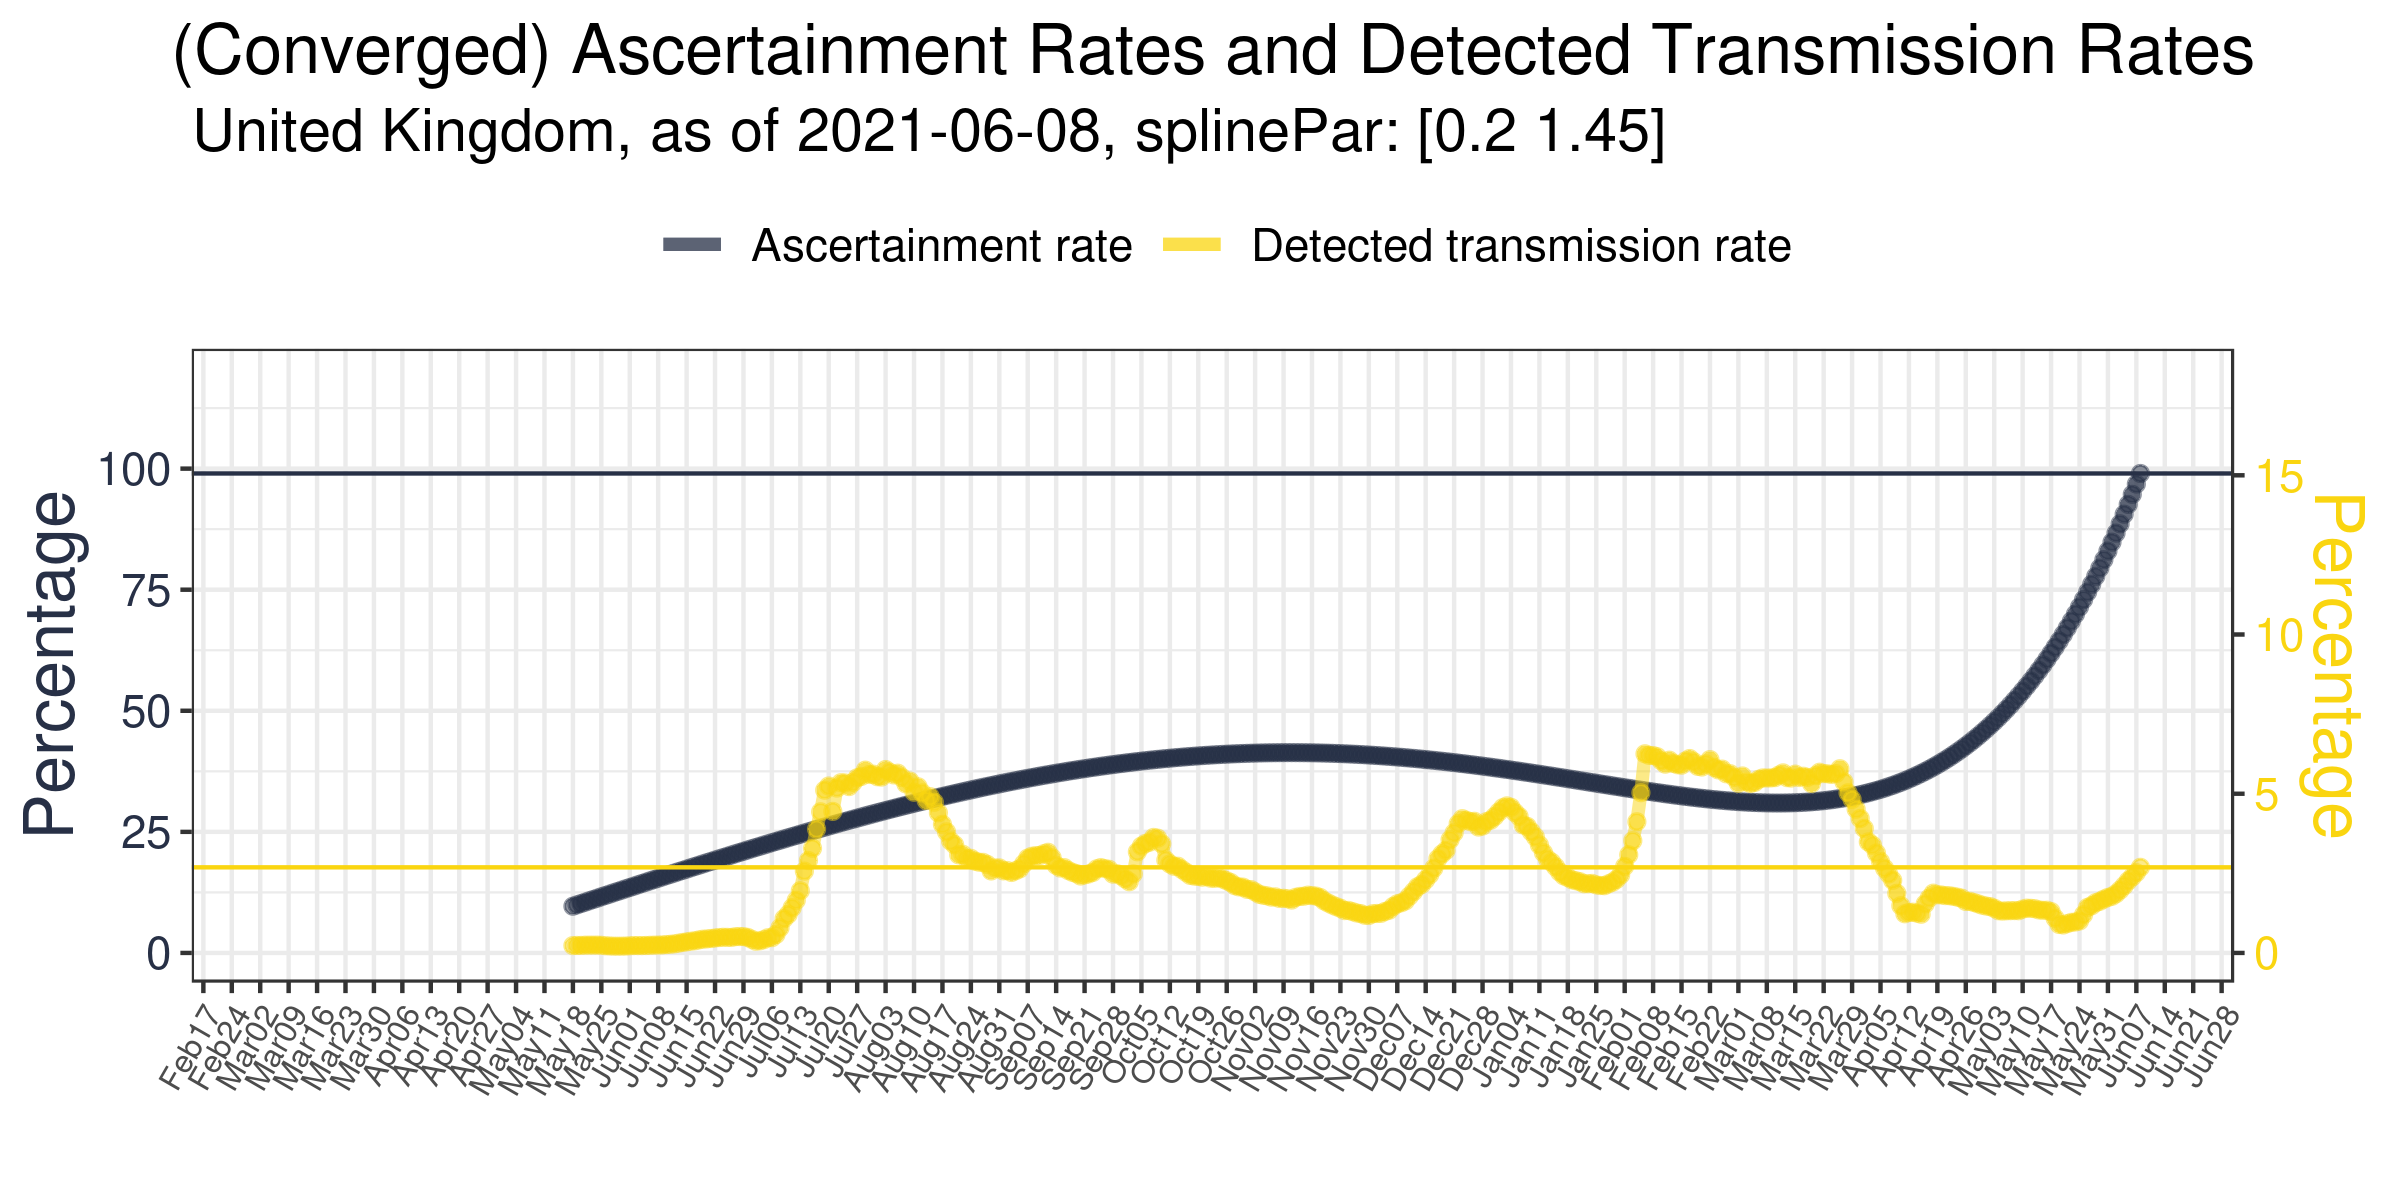 (Converged) Ascertainment Rates and Detected Transmission Rates
United Kingdom, as of 2021-06-08, splinePar: [0.2 1.45]
Ascertainment rate
Detected transmission rate
Percentage
100
75
50
25
0
15
10
5
0
Percentage
Feb17
Feb24
Mar02
Mar09
Mar16
Mar23
Mar30
Apr06
Apr13
Apr20
Apr27
May04
May11
May18
May25
Jun01
Jun08
Jun15
Jun22
Jun29
Jul06
Jul13
Jul20
Jul27
Aug03
Aug10
Aug17
Aug24
Aug31
Sep07
Sep14
Sep21
Sep28
Oct05
Oct12
Oct19
Oct26
Nov02
Nov09
Nov16
Nov23
Nov30
Dec07
Dec14
Dec21
Dec28
Jan04
Jan11
Jan18
Jan25
Feb01
Feb08
Feb15
Feb22
Mar01
Mar08
Mar15
Mar22
Mar29
Apr05
Apr12
Apr19
Apr26
May03
May10
May17
May24
May31
Jun07
Jun14
Jun21
Jun28